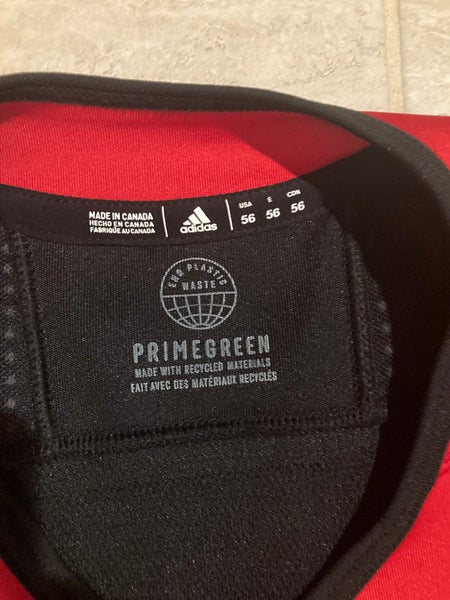 MADE IN CANADA
HECHO EN CANADA
FABRIQUÉ AU CANADA
adidas
USA E CDN
56 56 56
END PLASTIC
WASTE
PRIMEGREEN
MADE WITH RECYCLED MATERIALS
FAIT AVEC DES MATÉRIAUX RECYCLÉS